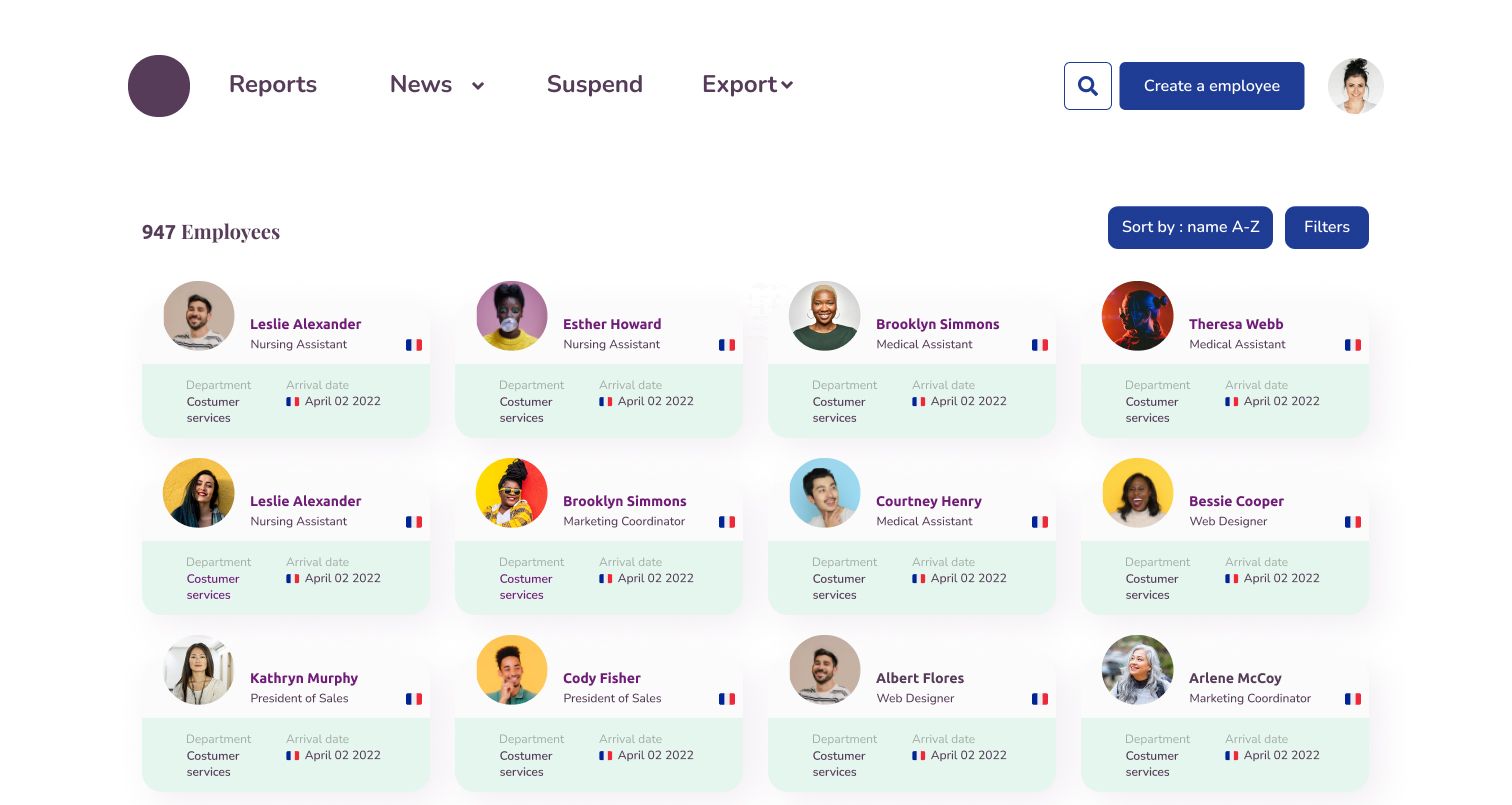 Reports News Suspend Export Create a employee
947 Employees Sort by : name A-Z Filters
Leslie Alexander Esther Howard Brooklyn Simmons Theresa Webb
Nursing Assistant Nursing Assistant Medical Assistant Medical Assistant
Department Arrival date Department Arrival date Department Arrival date Department Arrival date
Costumer April 02 2022 Costumer April 02 2022 Costumer April 02 2022 Costumer April 02 2022
services services services services
Leslie Alexander Brooklyn Simmons Courtney Henry Bessie Cooper
Nursing Assistant Marketing Coordinator Medical Assistant Web Designer
Department Arrival date Department Arrival date Department Arrival date Department Arrival date
Costumer April 02 2022 Costumer April 02 2022 Costumer April 02 2022 Costumer April 02 2022
services services services services
Kathryn Murphy Cody Fisher Albert Flores Arlene McCoy
President of Sales President of Sales Web Designer Marketing Coordinator
Department Arrival date Department Arrival date Department Arrival date Department Arrival date
Costumer April 02 2022 Costumer April 02 2022 Costumer April 02 2022 Costumer April 02 2022
services services services services